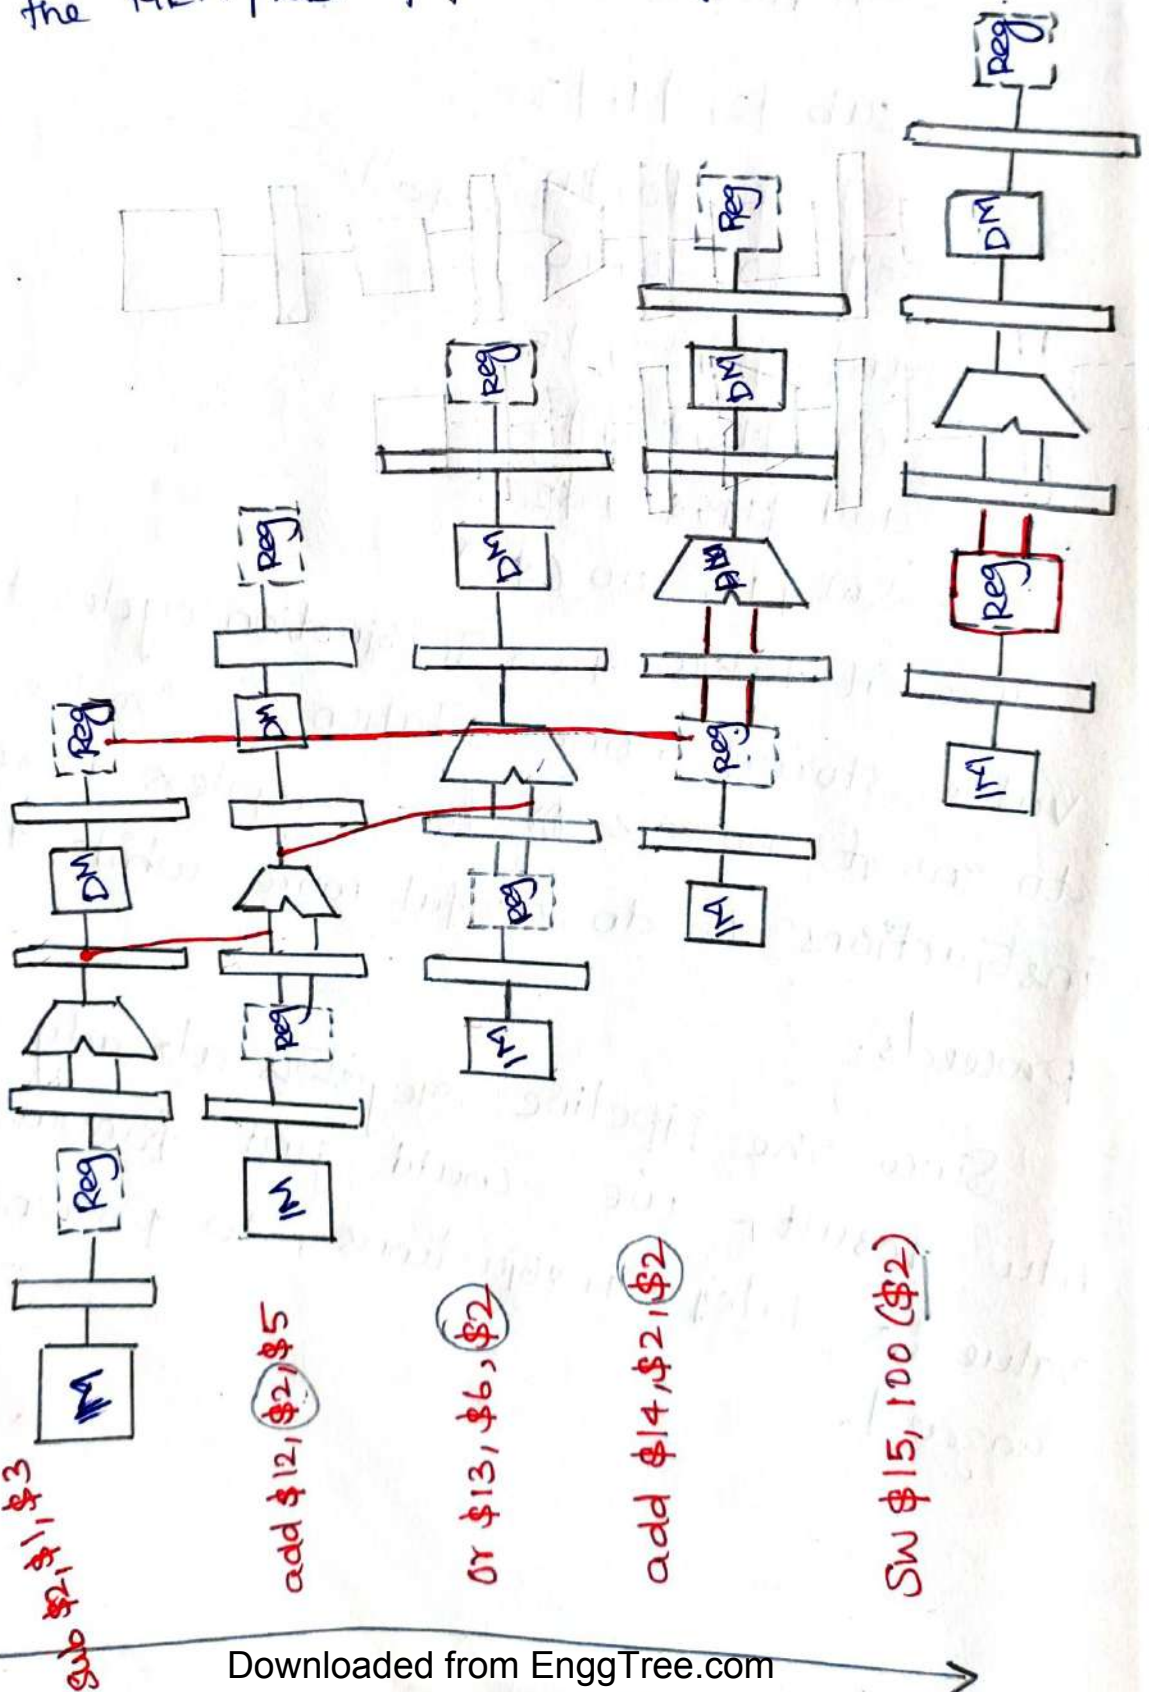 the
sub $2, $1, $3
IM
Reg
DM
Reg
add $12, $2, $5
IM
Reg
DM
Reg
or $13, $6, $2
IM
Reg
DM
Reg
add $14, $2, $2
IM
Reg
DM
Reg
Sw $15, 100 ($2)
IM
Reg
DM
Reg
Downloaded from EnggTree.com